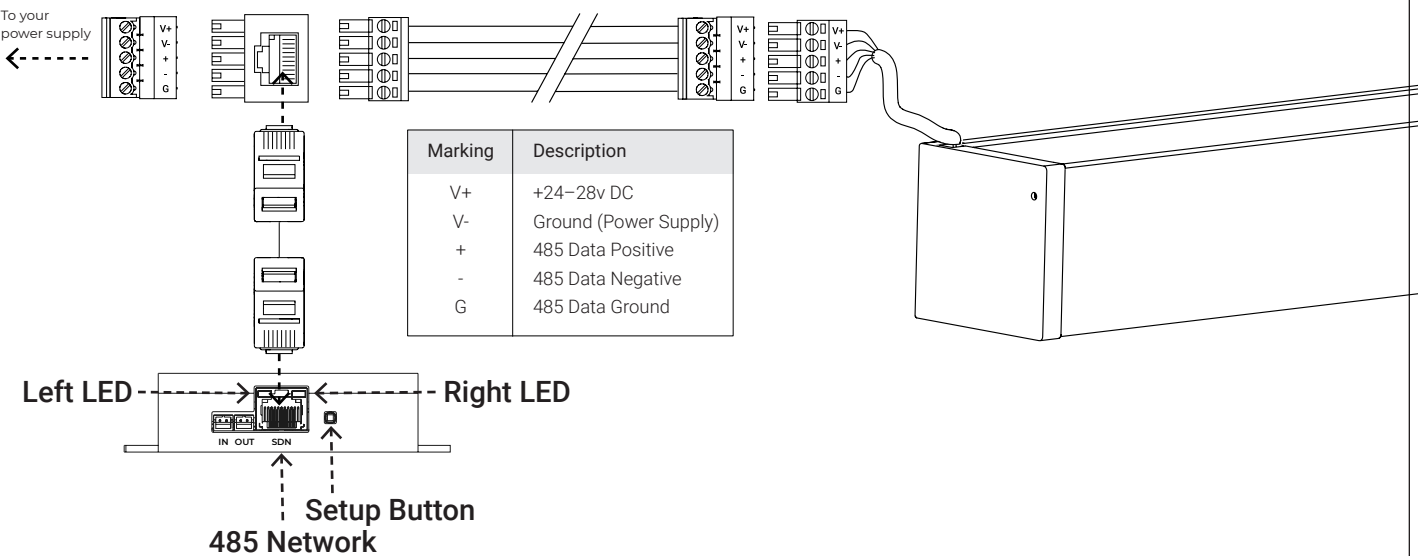 To your
power supply
V+
V-
+
-
G
V+
V-
+
-
G
V+
V-
+
-
G
Marking Description
V+ +24–28v DC
V- Ground (Power Supply)
+ 485 Data Positive
- 485 Data Negative
G 485 Data Ground
Left LED
Right LED
IN OUT SDN
Setup Button
485 Network